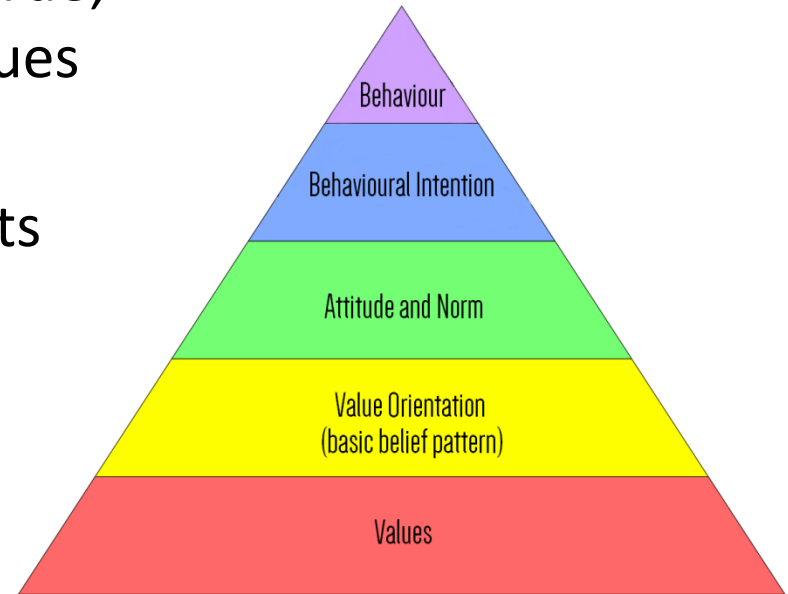 ues
ts
Behaviour
Behavioural Intention
Attitude and Norm
Value Orientation
(basic belief pattern)
Values